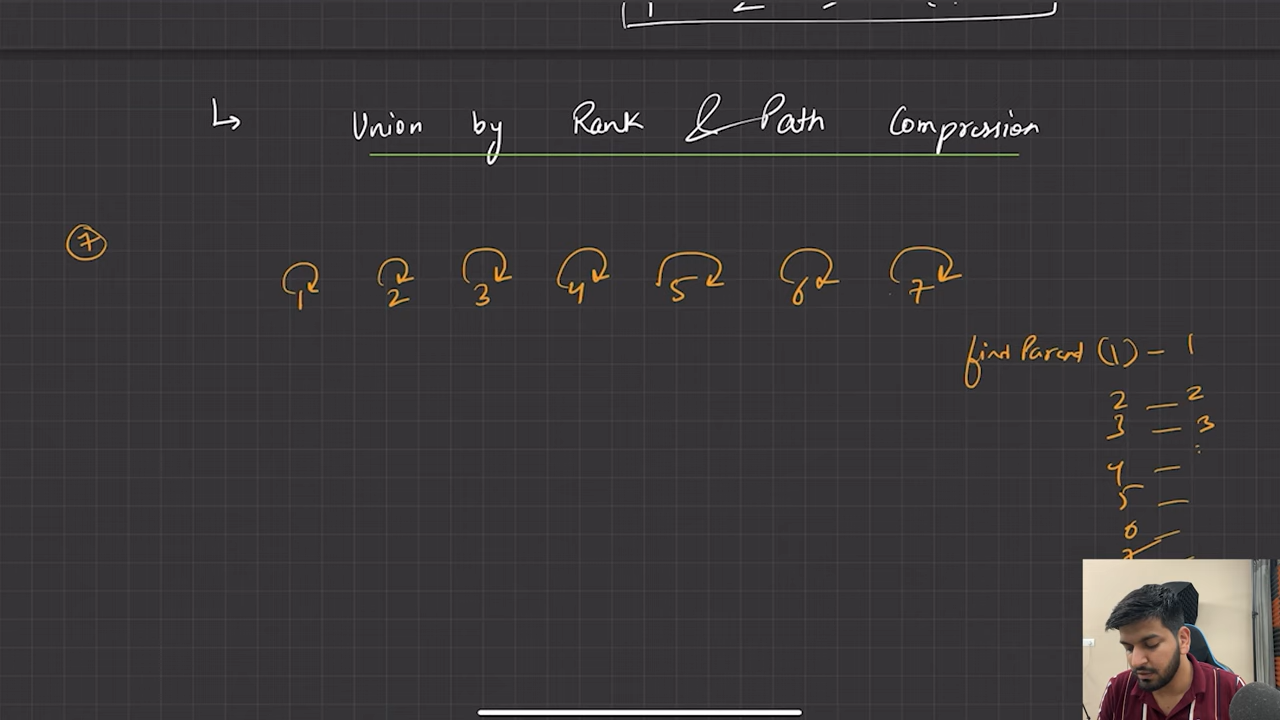 ↳ Union by Rank & Path Compression
7
1 2 3 4 5 6 7
find Parent (1) – 1
2 — 2
3 — 3
4 —
5 —
6 —
7 —